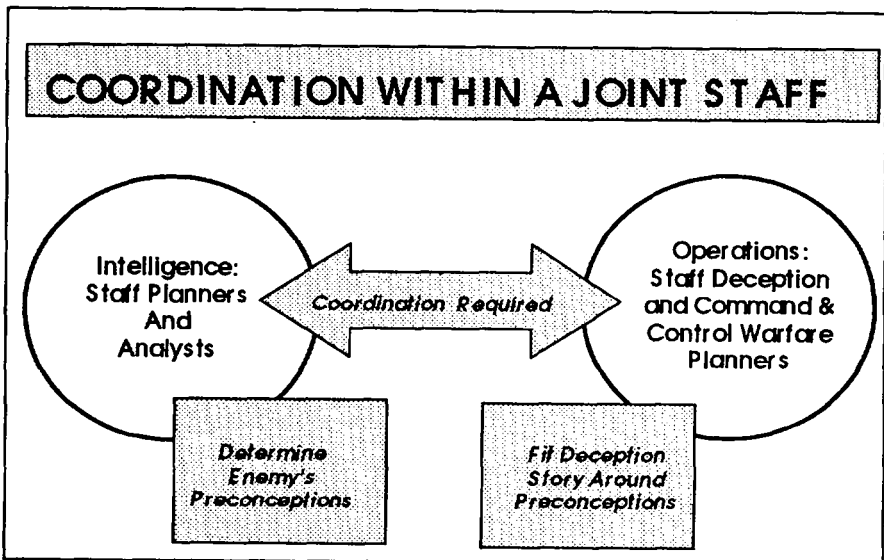 COORDINATION WITHIN A JOINT STAFF
Intelligence:
Staff Planners
And
Analysts
Coordination Required
Operations:
Staff Deception
and Command &
Control Warfare
Planners
Determine
Enemy's
Preconceptions
Fit Deception
Story Around
Preconceptions